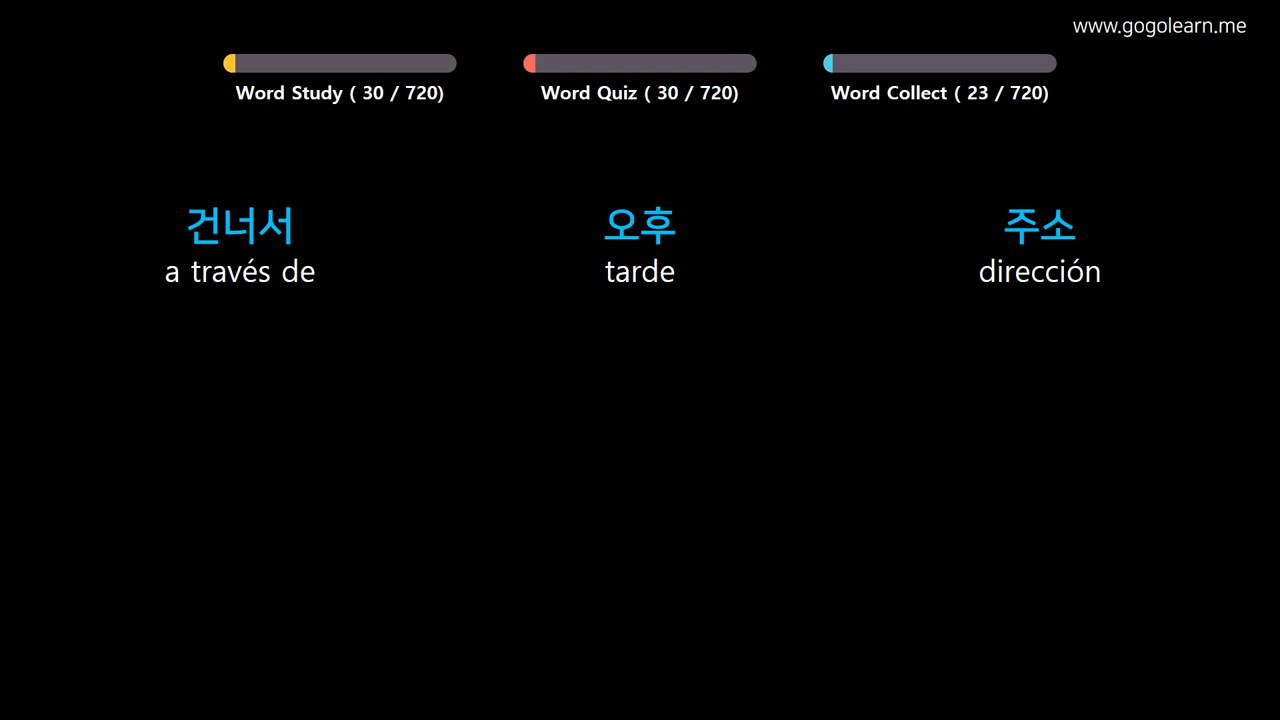 www.gogolearn.me
Word Study ( 30 / 720)
Word Quiz ( 30 / 720)
Word Collect ( 23 / 720)
건너서
a través de
오후
tarde
주소
dirección